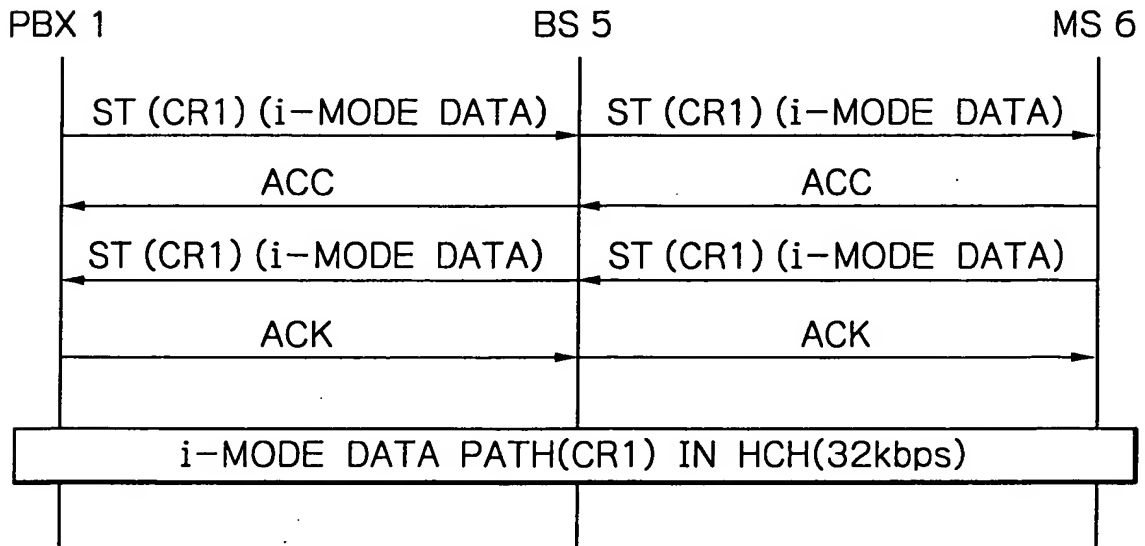 PBX 1 BS 5 MS 6
ST (CR1) (i-MODE DATA) ST (CR1) (i-MODE DATA)
ACC ACC
ST (CR1) (i-MODE DATA) ST (CR1) (i-MODE DATA)
ACK ACK
i-MODE DATA PATH(CR1) IN HCH(32kbps)